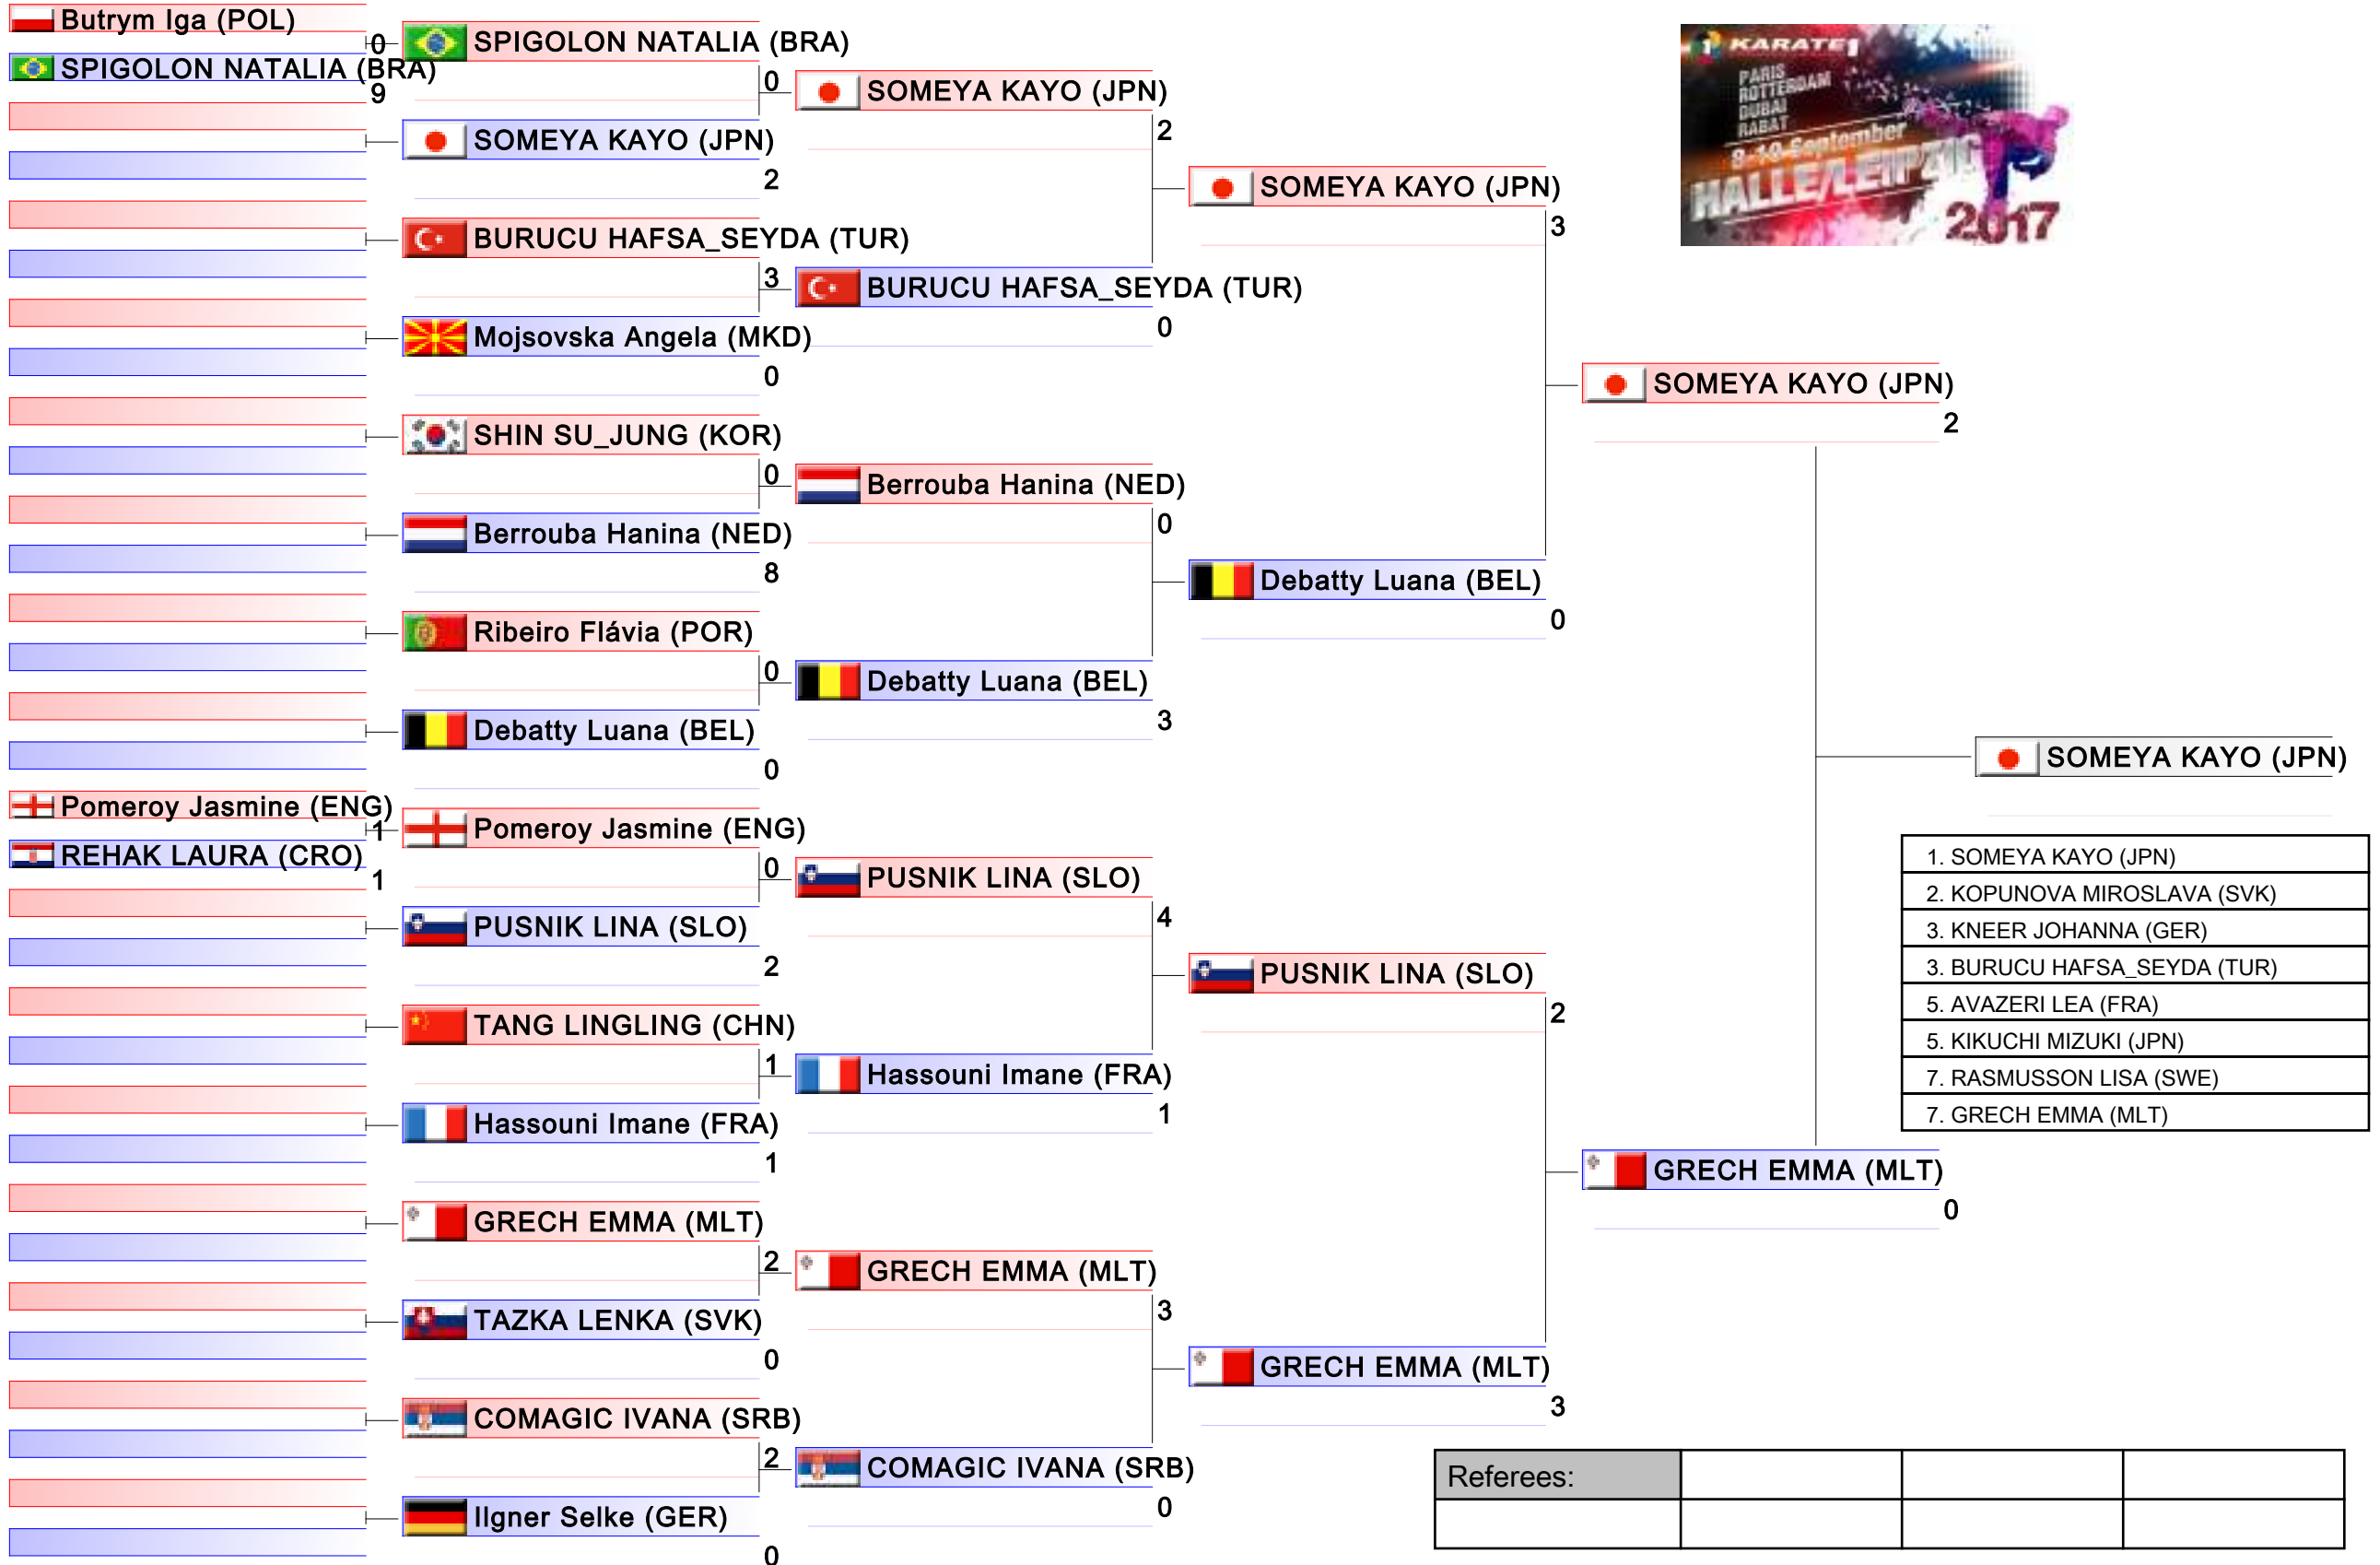 Butrym Iga (POL)
0
SPIGOLON NATALIA (BRA)
9
Pomeroy Jasmine (ENG)
1
REHAK LAURA (CRO)
1
SPIGOLON NATALIA (BRA)
0
SOMEYA KAYO (JPN)
2
BURUCU HAFSA_SEYDA (TUR)
3
Mojsovska Angela (MKD)
0
SHIN SU_JUNG (KOR)
0
Berrouba Hanina (NED)
8
Ribeiro Flávia (POR)
0
Debatty Luana (BEL)
0
Pomeroy Jasmine (ENG)
0
PUSNIK LINA (SLO)
2
TANG LINGLING (CHN)
1
Hassouni Imane (FRA)
1
GRECH EMMA (MLT)
2
TAZKA LENKA (SVK)
0
COMAGIC IVANA (SRB)
2
Ilgner Selke (GER)
0
SOMEYA KAYO (JPN)
2
BURUCU HAFSA_SEYDA (TUR)
0
Berrouba Hanina (NED)
0
Debatty Luana (BEL)
3
PUSNIK LINA (SLO)
4
Hassouni Imane (FRA)
1
GRECH EMMA (MLT)
3
COMAGIC IVANA (SRB)
0
SOMEYA KAYO (JPN)
3
Debatty Luana (BEL)
0
PUSNIK LINA (SLO)
2
GRECH EMMA (MLT)
3
SOMEYA KAYO (JPN)
2
GRECH EMMA (MLT)
0
SOMEYA KAYO (JPN)
KARATE1
PARIS
ROTTERDAM
DUBAI
RABAT
8-10 September
HALLE/LEIPZIG
2017
1. SOMEYA KAYO (JPN)
2. KOPUNOVA MIROSLAVA (SVK)
3. KNEER JOHANNA (GER)
3. BURUCU HAFSA_SEYDA (TUR)
5. AVAZERI LEA (FRA)
5. KIKUCHI MIZUKI (JPN)
7. RASMUSSON LISA (SWE)
7. GRECH EMMA (MLT)
Referees: